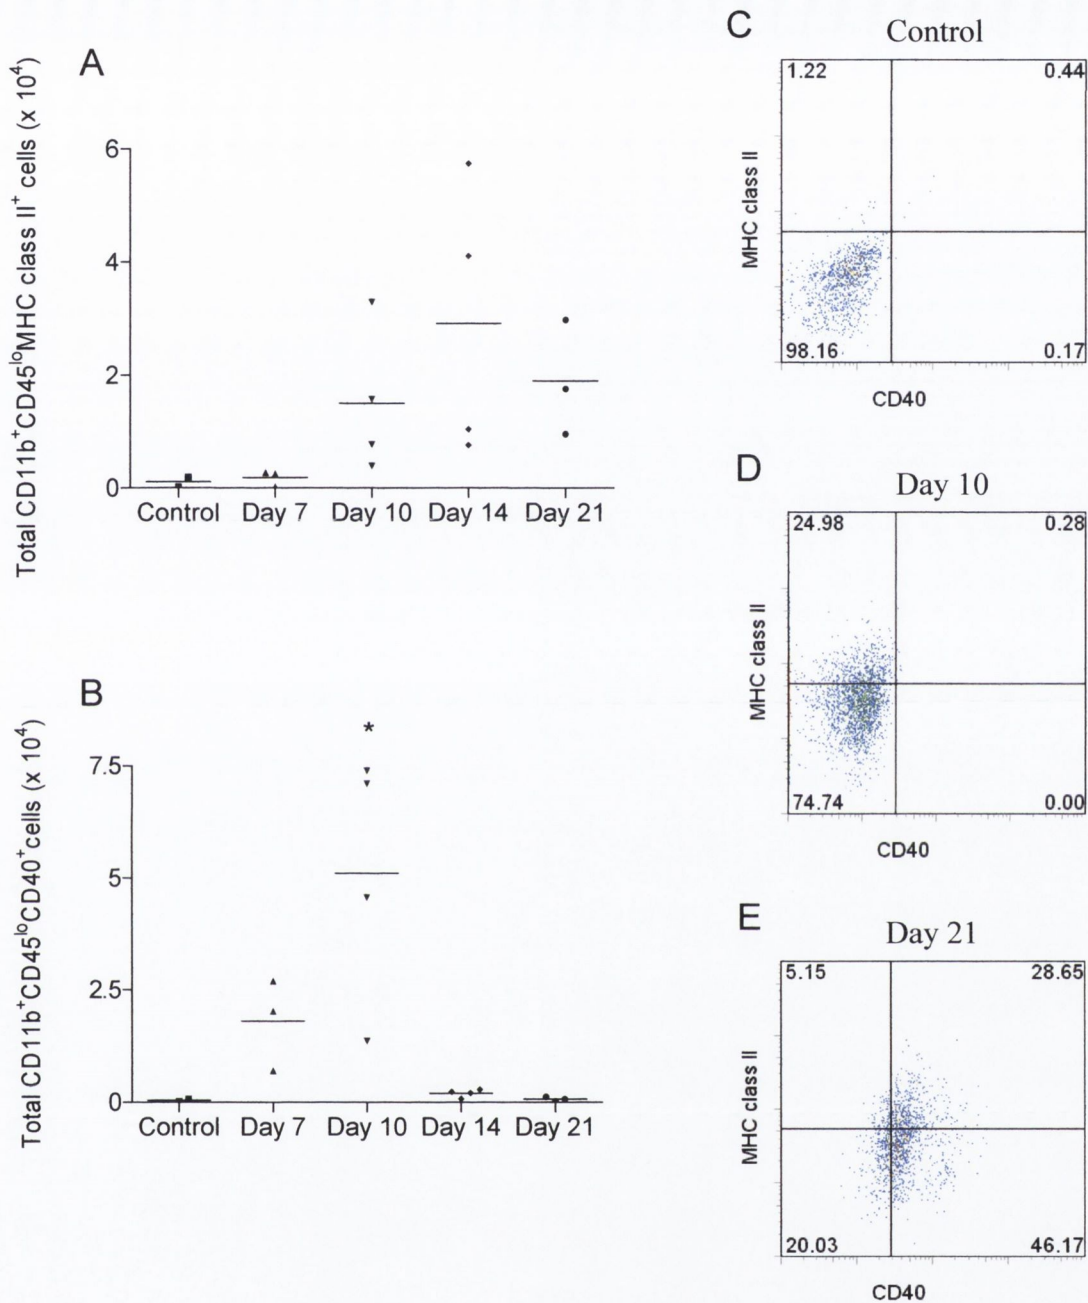 A
Total CD11b⁺CD45ˡᵒMHC class II⁺ cells (x 10⁴)
6
4
2
0
Control Day 7 Day 10 Day 14 Day 21
B
Total CD11b⁺CD45ˡᵒCD40⁺cells (x 10⁴)
*
7.5
5
2.5
0
Control Day 7 Day 10 Day 14 Day 21
C
Control
1.22 0.44
MHC class II
98.16 0.17
CD40
D
Day 10
24.98 0.28
MHC class II
74.74 0.00
CD40
E
Day 21
5.15 28.65
MHC class II
20.03 46.17
CD40